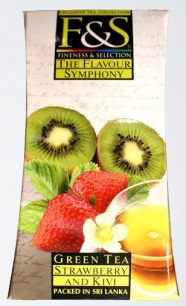 EXCLUSIVE TEA COLLECTION
F&S
FINENESS & SELECTION
THE FLAVOUR
SYMPHONY
GREEN TEA
STRAWBERRY
AND KIVI
PACKED IN SRI LANKA